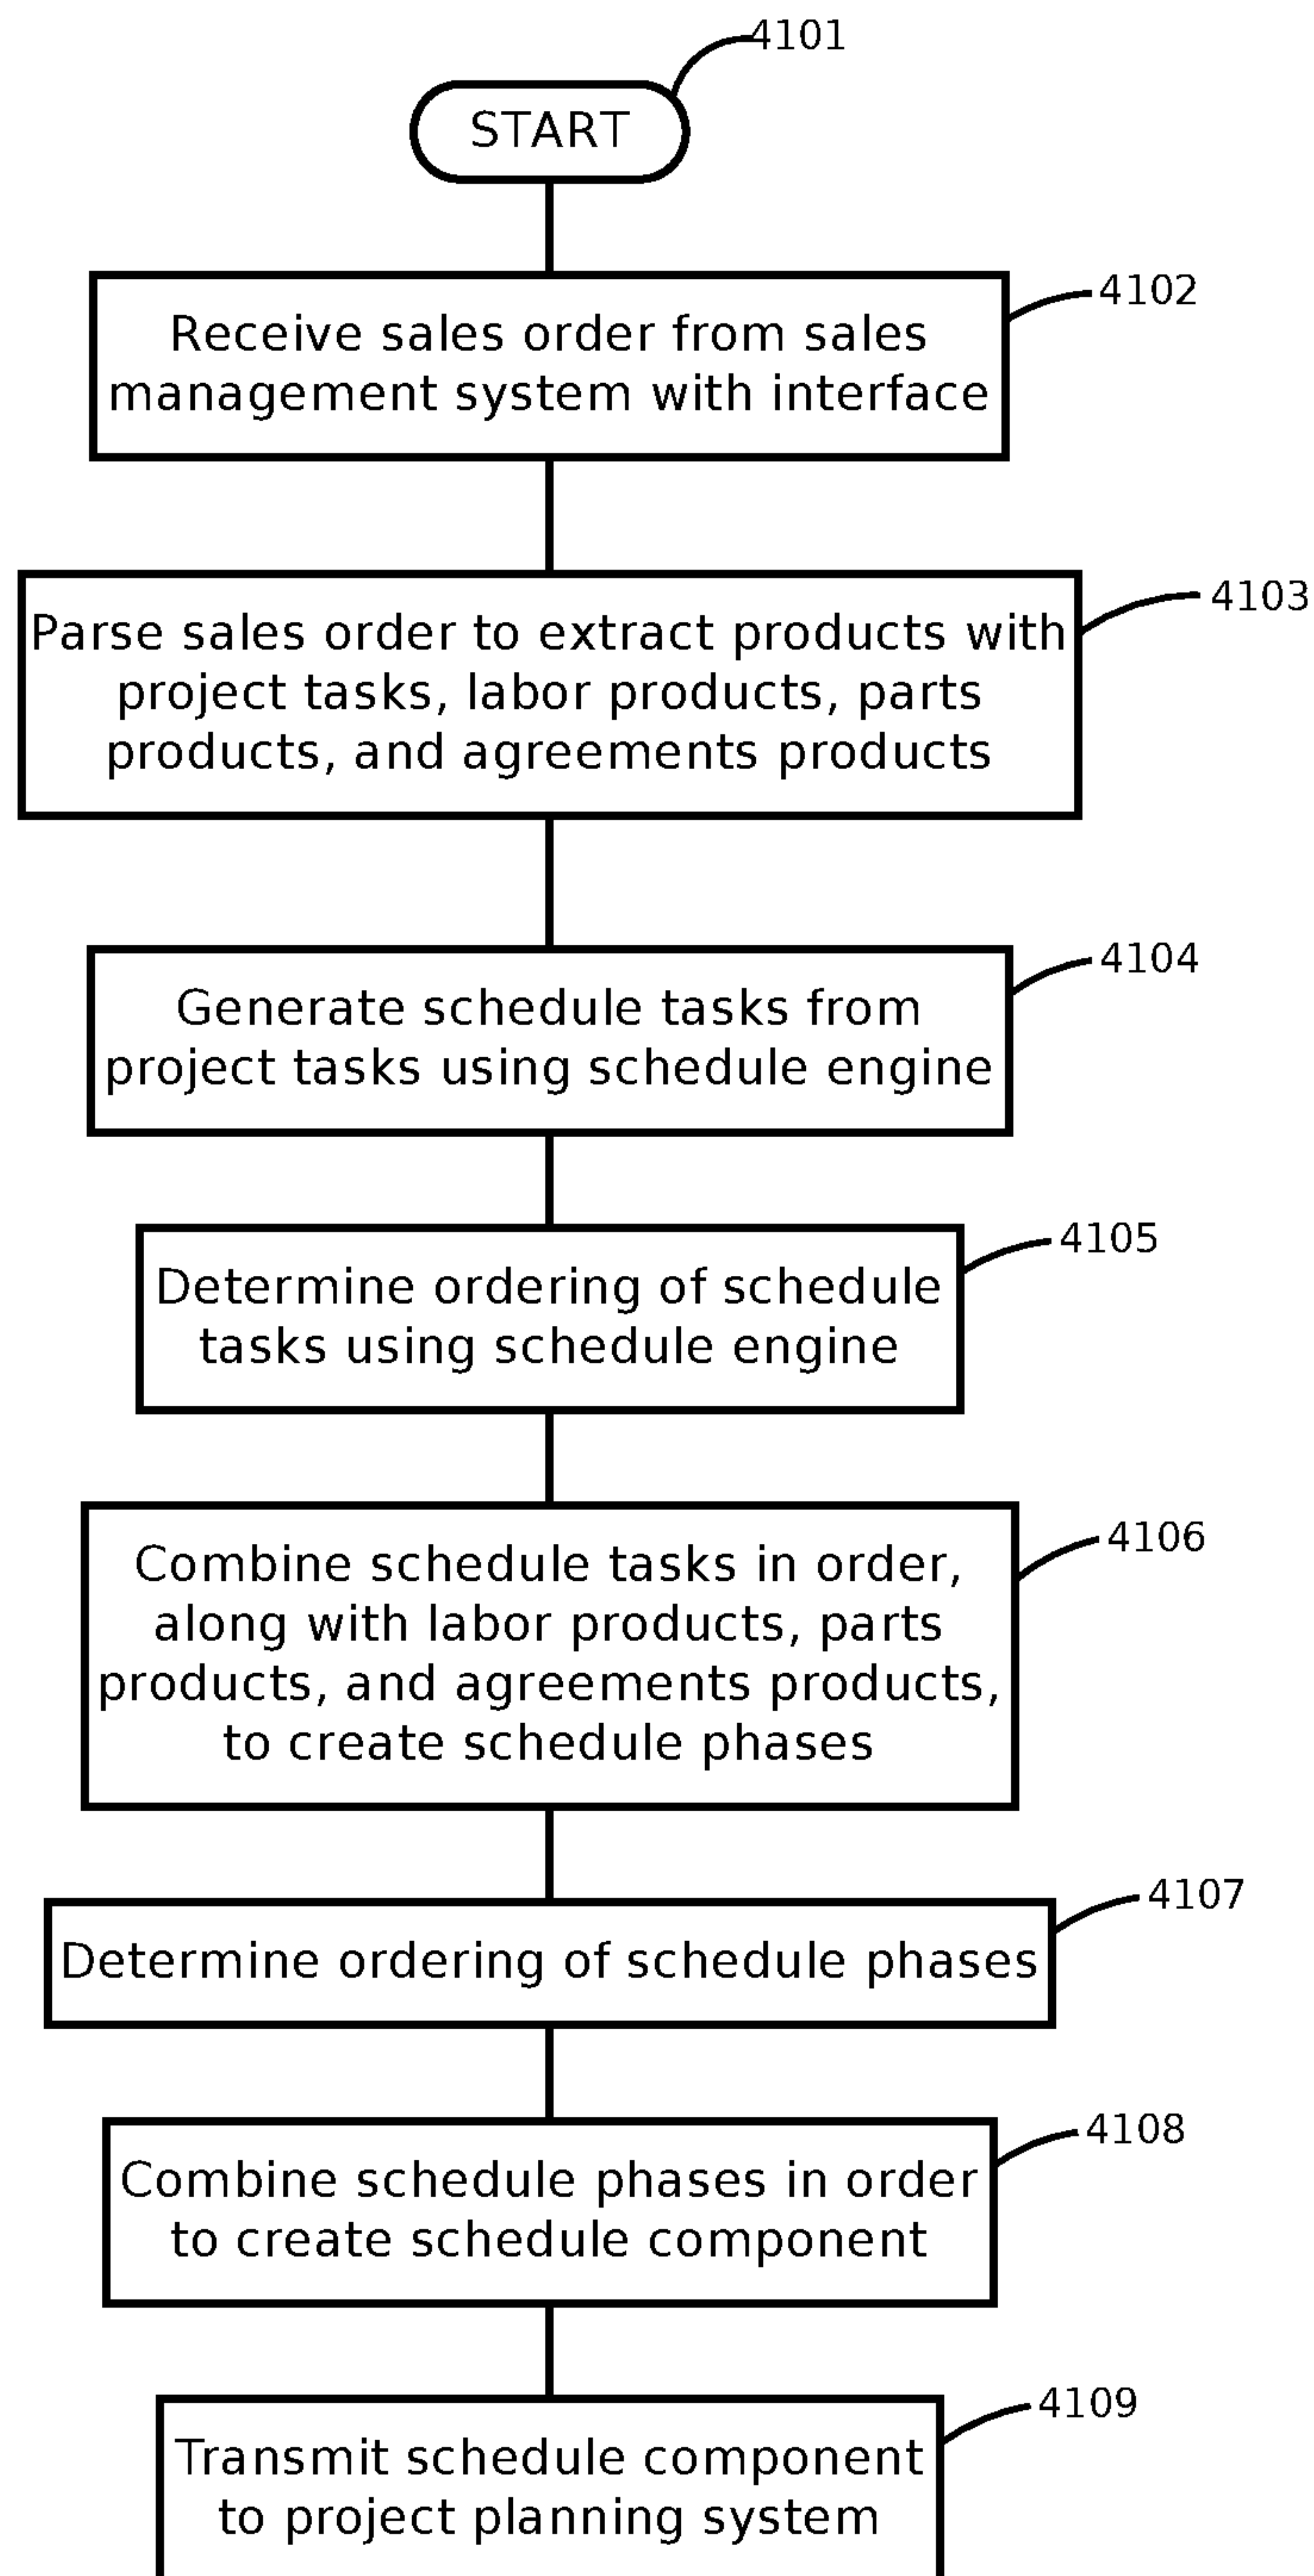 4101
START
4102
Receive sales order from sales
management system with interface
4103
Parse sales order to extract products with
project tasks, labor products, parts
products, and agreements products
4104
Generate schedule tasks from
project tasks using schedule engine
4105
Determine ordering of schedule
tasks using schedule engine
4106
Combine schedule tasks in order,
along with labor products, parts
products, and agreements products,
to create schedule phases
4107
Determine ordering of schedule phases
4108
Combine schedule phases in order
to create schedule component
4109
Transmit schedule component
to project planning system